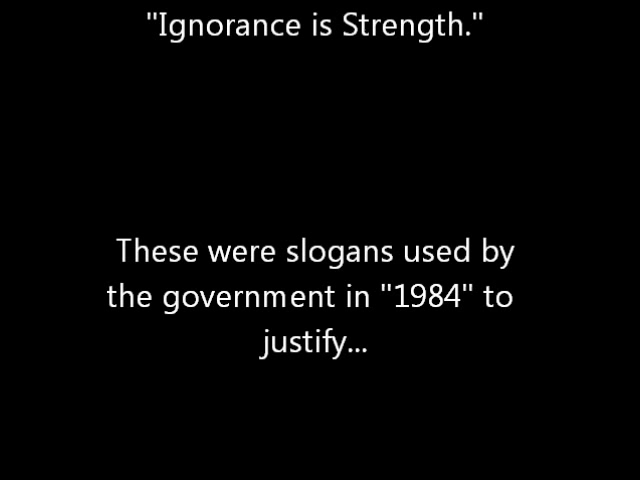 "Ignorance is Strength."
These were slogans used by
the government in "1984" to
justify...